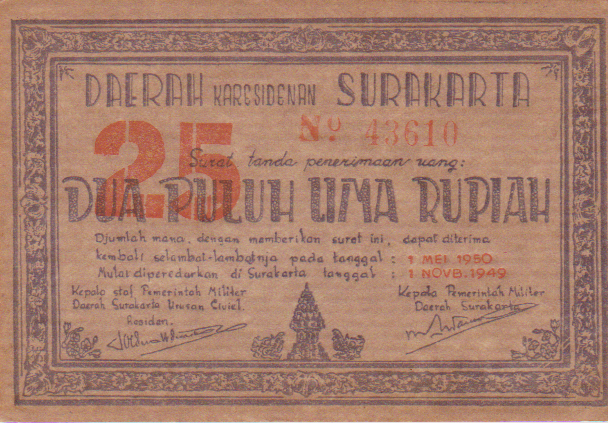 DAERAH KARESIDENAN SURAKARTA
25
No 43610
Surat tanda penerimaan uang:
DUA PULUH LIMA RUPIAH
Djumlah mana, dengan memberikan surat ini, dapat diterima
kembali selambat-lambatnja pada tanggal : 1 MEI 1950
Mulai diperedarkan di Surakarta tanggal : 1 NOVB. 1949
Kepala staf Pemerintah Militer
Daerah Surakarta Urusan Civiel.
Residen.
Kepala Pemerintah Militer
Daerah Surakarta